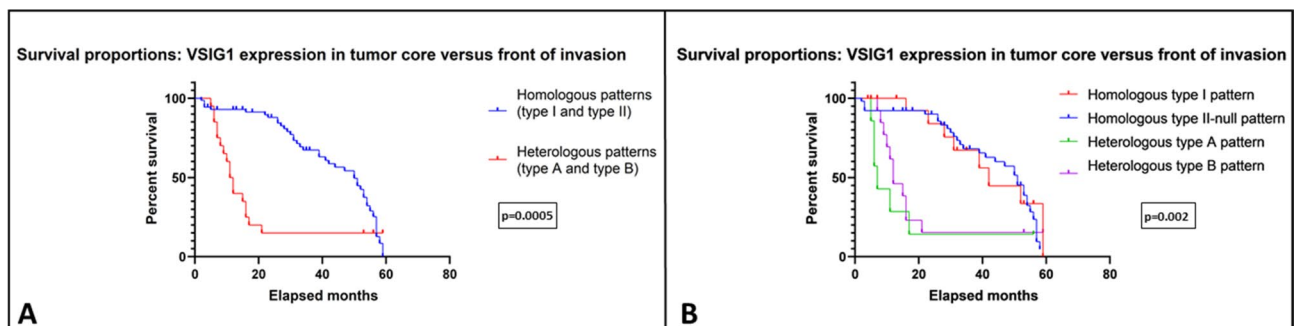 Survival proportions: VSIG1 expression in tumor core versus front of invasion
100
50
0
Percent survival
0 20 40 60 80
Elapsed months
Homologous patterns
(type I and type II)
Heterologous patterns
(type A and type B)
p=0.0005
A
Survival proportions: VSIG1 expression in tumor core versus front of invasion
100
50
0
Percent survival
0 20 40 60 80
Elapsed months
Homologous type I pattern
Homologous type II-null pattern
Heterologous type A pattern
Heterologous type B pattern
p=0.002
B